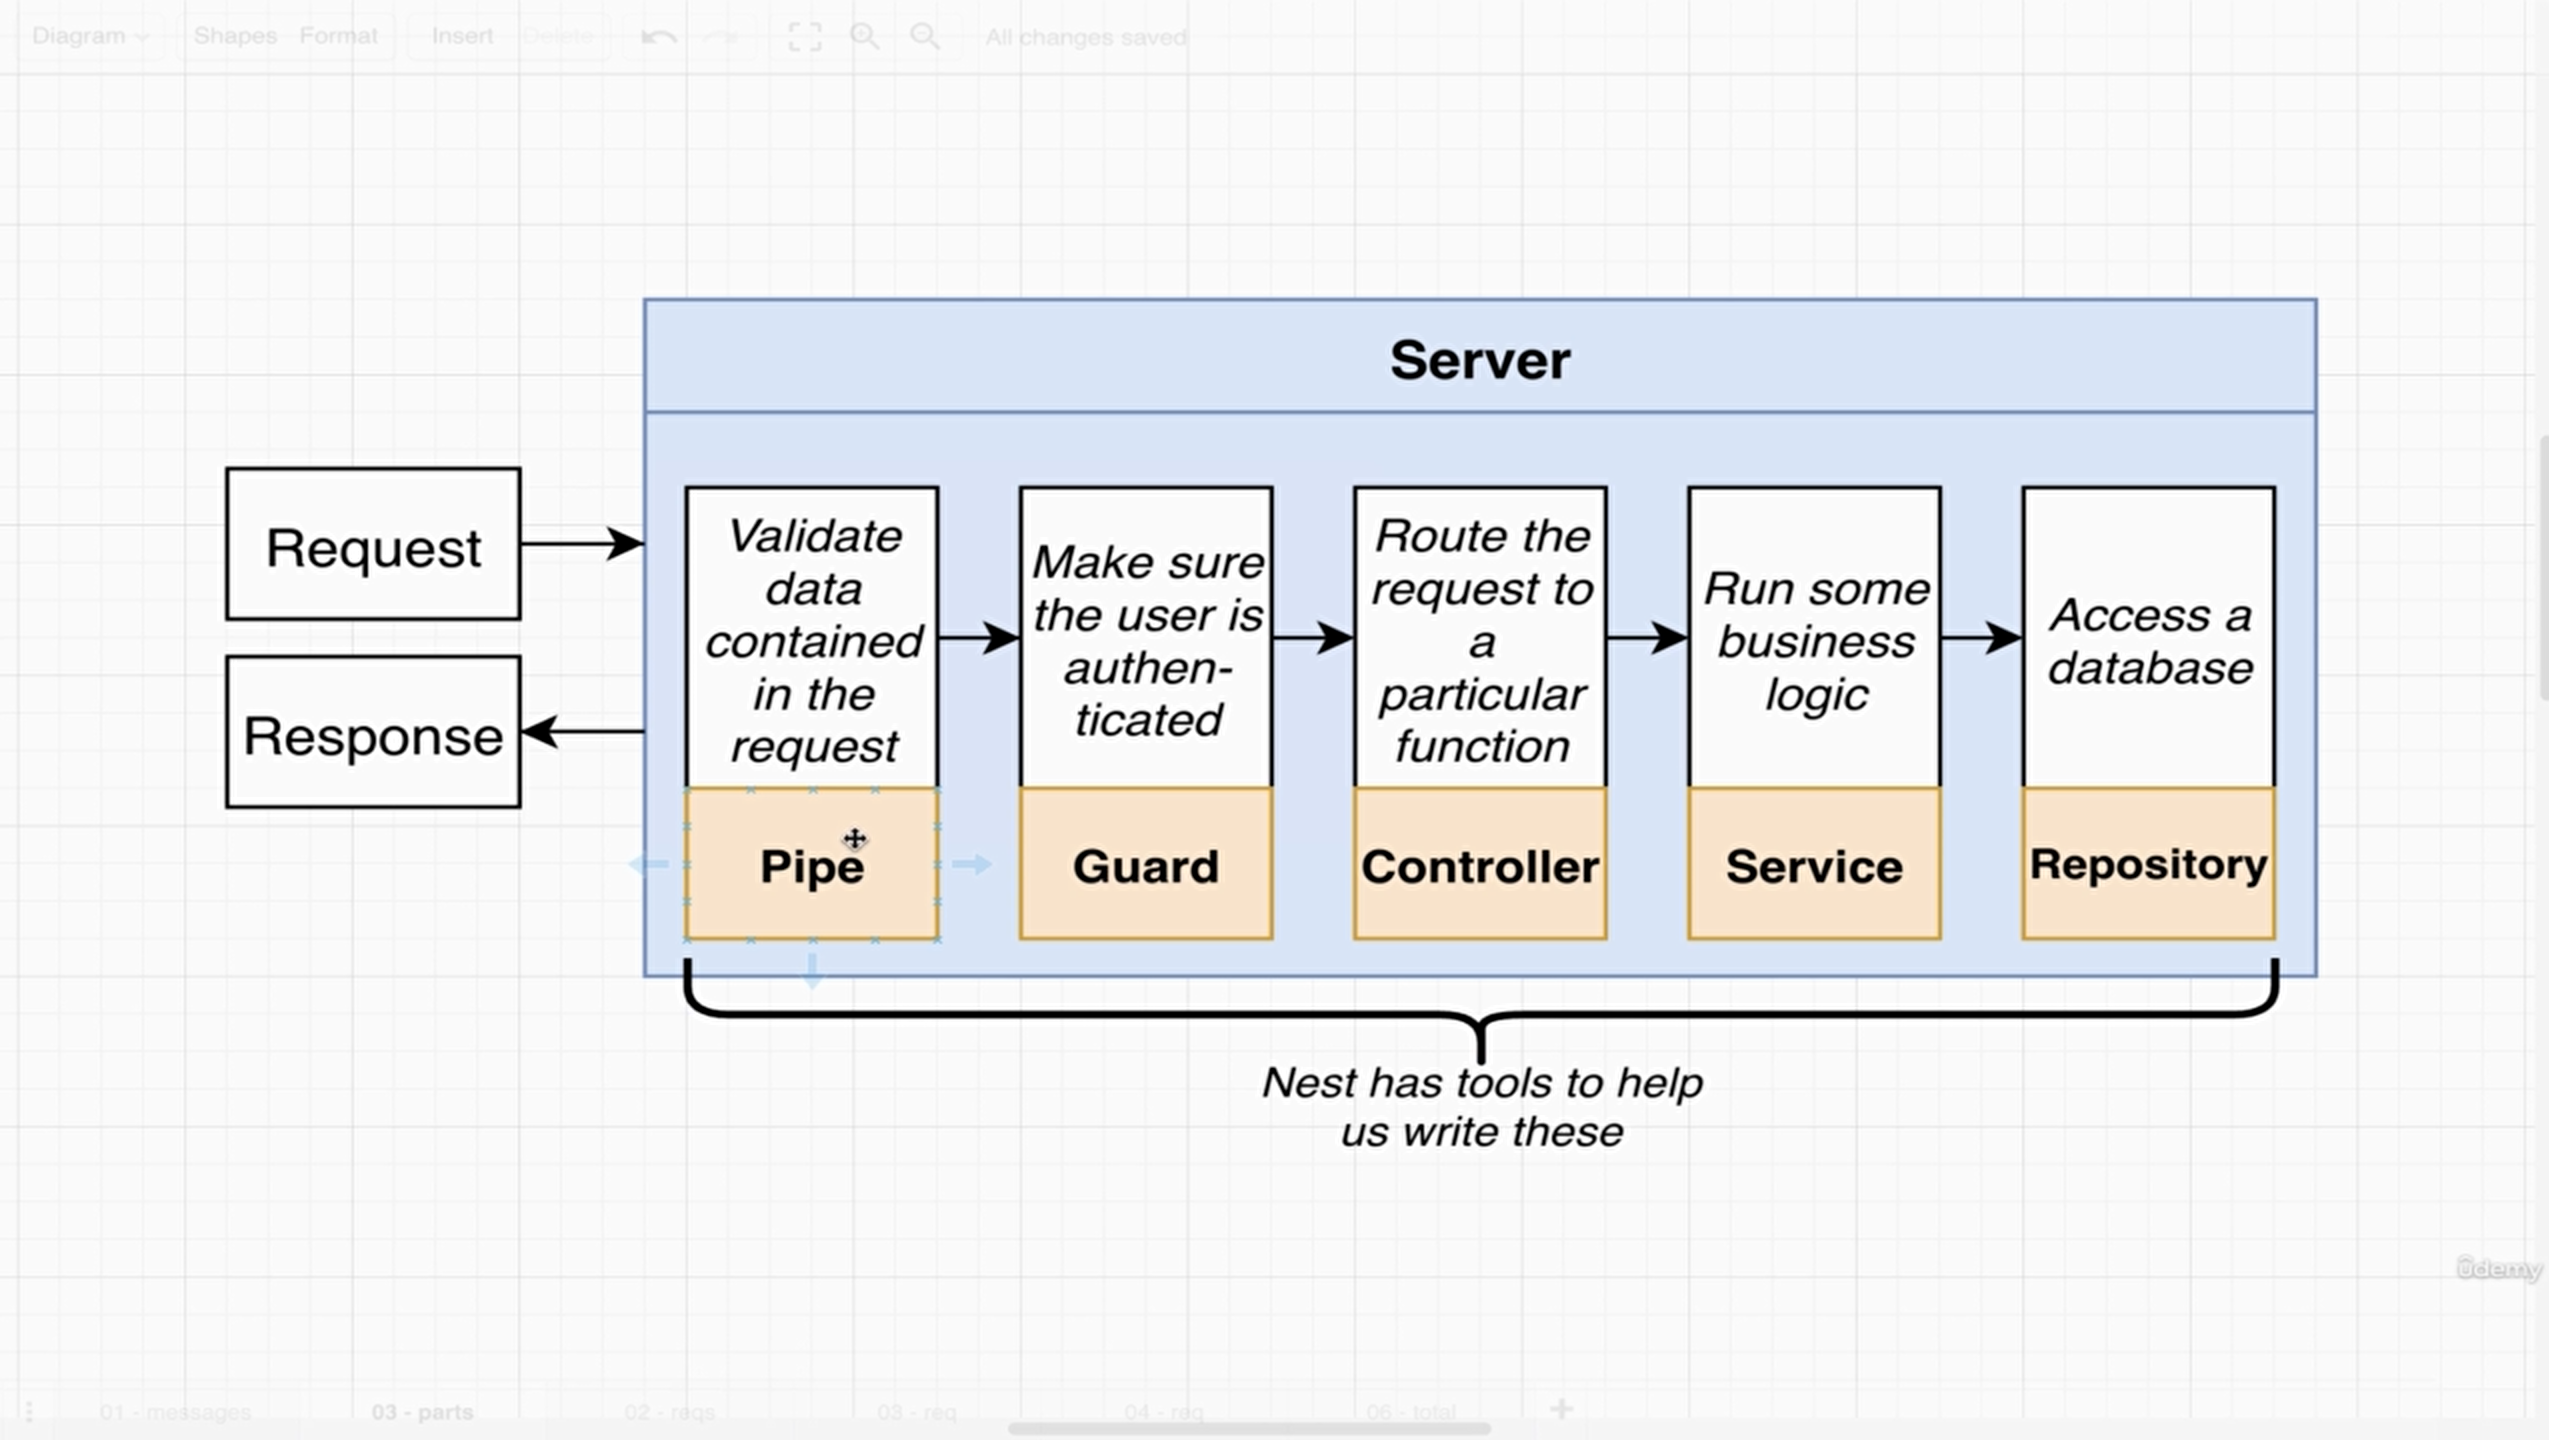 Diagram
Shapes
Format
Insert
Delete
All changes saved
Server
Request
Response
Validate
data
contained
in the
request
Pipe
Make sure
the user is
authen-
ticated
Guard
Route the
request to
a
particular
function
Controller
Run some
business
logic
Service
Access a
database
Repository
Nest has tools to help
us write these
ûdemy
01 - messages
03 - parts
02 - reqs
03 - req
04 - req
06 - total